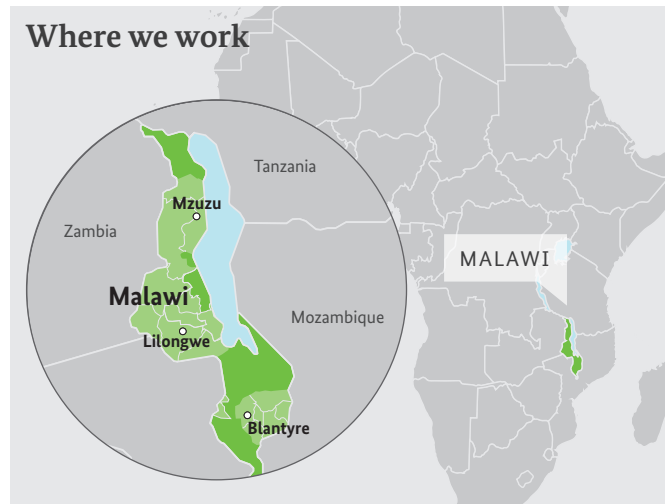 Where we work
Tanzania
Mzuzu
Zambia
MALAWI
Malawi
Mozambique
Lilongwe
Blantyre